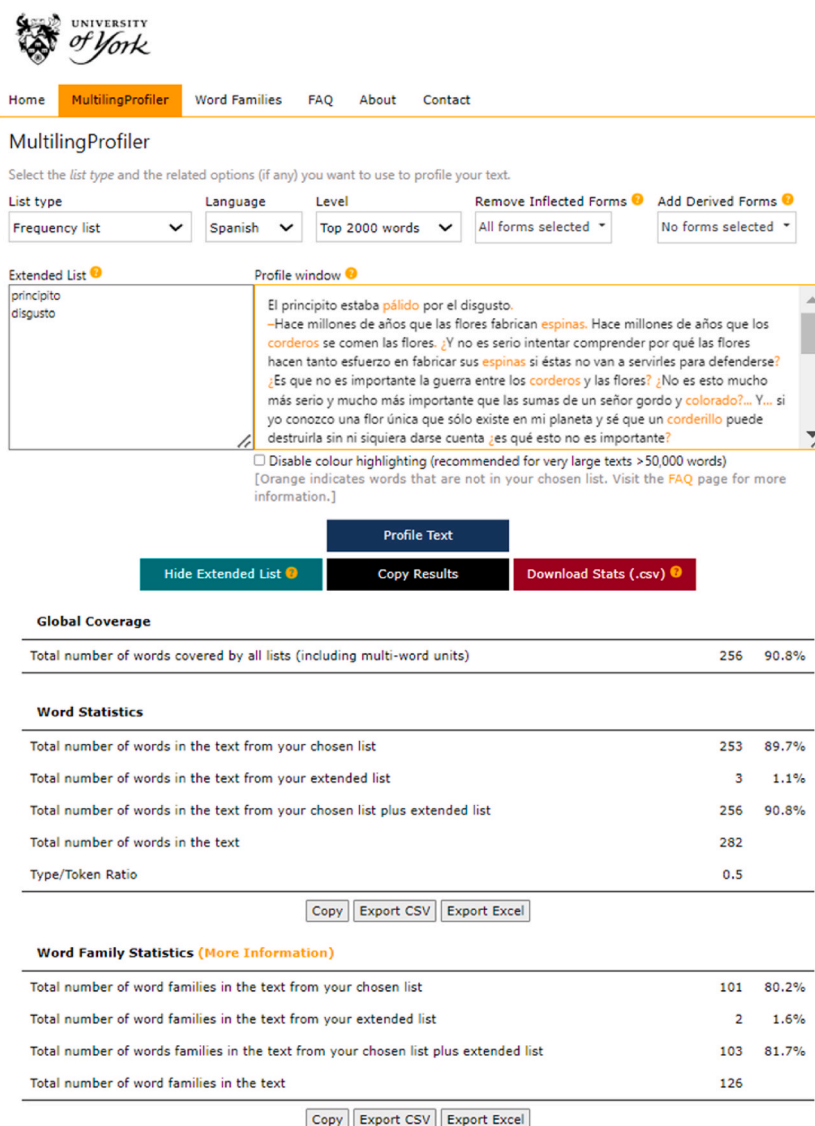 UNIVERSITY
of York
Home MultilingProfiler Word Families FAQ About Contact
MultilingProfiler
Select the list type and the related options (if any) you want to use to profile your text.
List type Language Level Remove Inflected Forms ? Add Derived Forms ?
Frequency list Spanish Top 2000 words All forms selected No forms selected
Extended List ? Profile window ?
principito
disgusto
El principito estaba pálido por el disgusto.
–Hace millones de años que las flores fabrican espinas. Hace millones de años que los
corderos se comen las flores. ¿Y no es serio intentar comprender por qué las flores
hacen tanto esfuerzo en fabricar sus espinas si éstas no van a servirles para defenderse?
¿Es que no es importante la guerra entre los corderos y las flores? ¿No es esto mucho
más serio y mucho más importante que las sumas de un señor gordo y colorado?... Y... si
yo conozco una flor única que sólo existe en mi planeta y sé que un corderillo puede
destruirla sin ni siquiera darse cuenta ¿es qué esto no es importante?
Disable colour highlighting (recommended for very large texts >50,000 words)
[Orange indicates words that are not in your chosen list. Visit the FAQ page for more
information.]
Profile Text
Hide Extended List ? Copy Results Download Stats (.csv) ?
Global Coverage
Total number of words covered by all lists (including multi-word units) 256 90.8%
Word Statistics
Total number of words in the text from your chosen list 253 89.7%
Total number of words in the text from your extended list 3 1.1%
Total number of words in the text from your chosen list plus extended list 256 90.8%
Total number of words in the text 282
Type/Token Ratio 0.5
Copy Export CSV Export Excel
Word Family Statistics (More Information)
Total number of word families in the text from your chosen list 101 80.2%
Total number of word families in the text from your extended list 2 1.6%
Total number of words families in the text from your chosen list plus extended list 103 81.7%
Total number of word families in the text 126
Copy Export CSV Export Excel